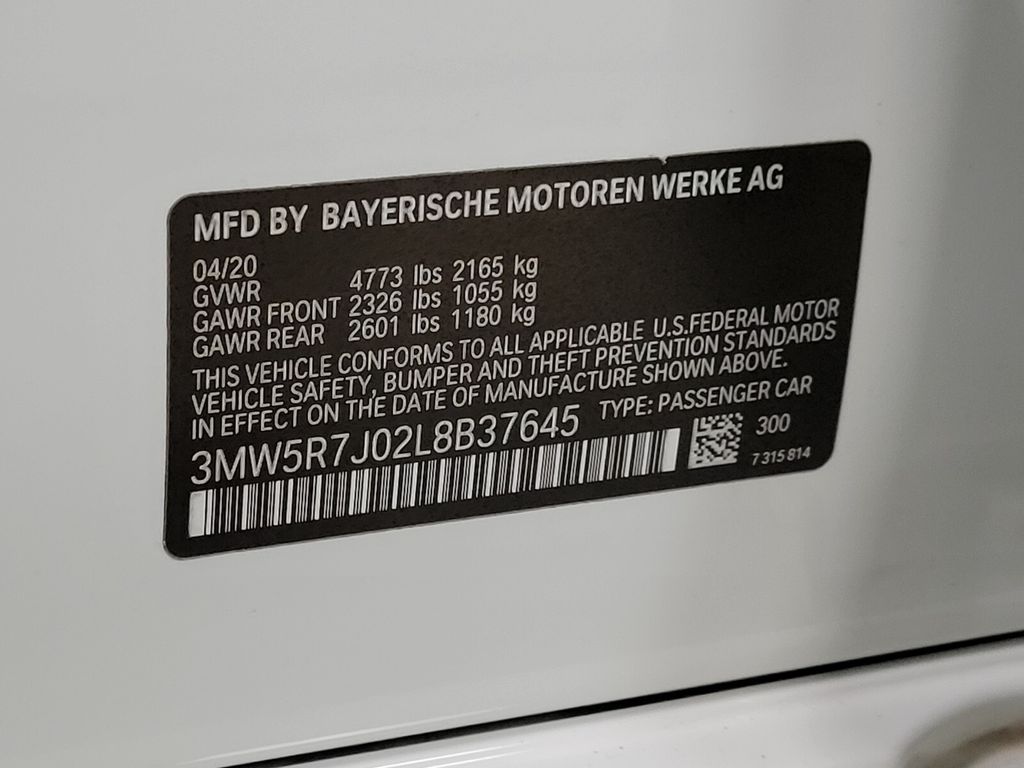 MFD BY BAYERISCHE MOTOREN WERKE AG
04/20
GVWR 4773 lbs 2165 kg
GAWR FRONT 2326 lbs 1055 kg
GAWR REAR 2601 lbs 1180 kg
THIS VEHICLE CONFORMS TO ALL APPLICABLE U.S.FEDERAL MOTOR
VEHICLE SAFETY, BUMPER AND THEFT PREVENTION STANDARDS
IN EFFECT ON THE DATE OF MANUFACTURE SHOWN ABOVE.
3MW5R7J02L8B37645 TYPE: PASSENGER CAR
300
7 315 814